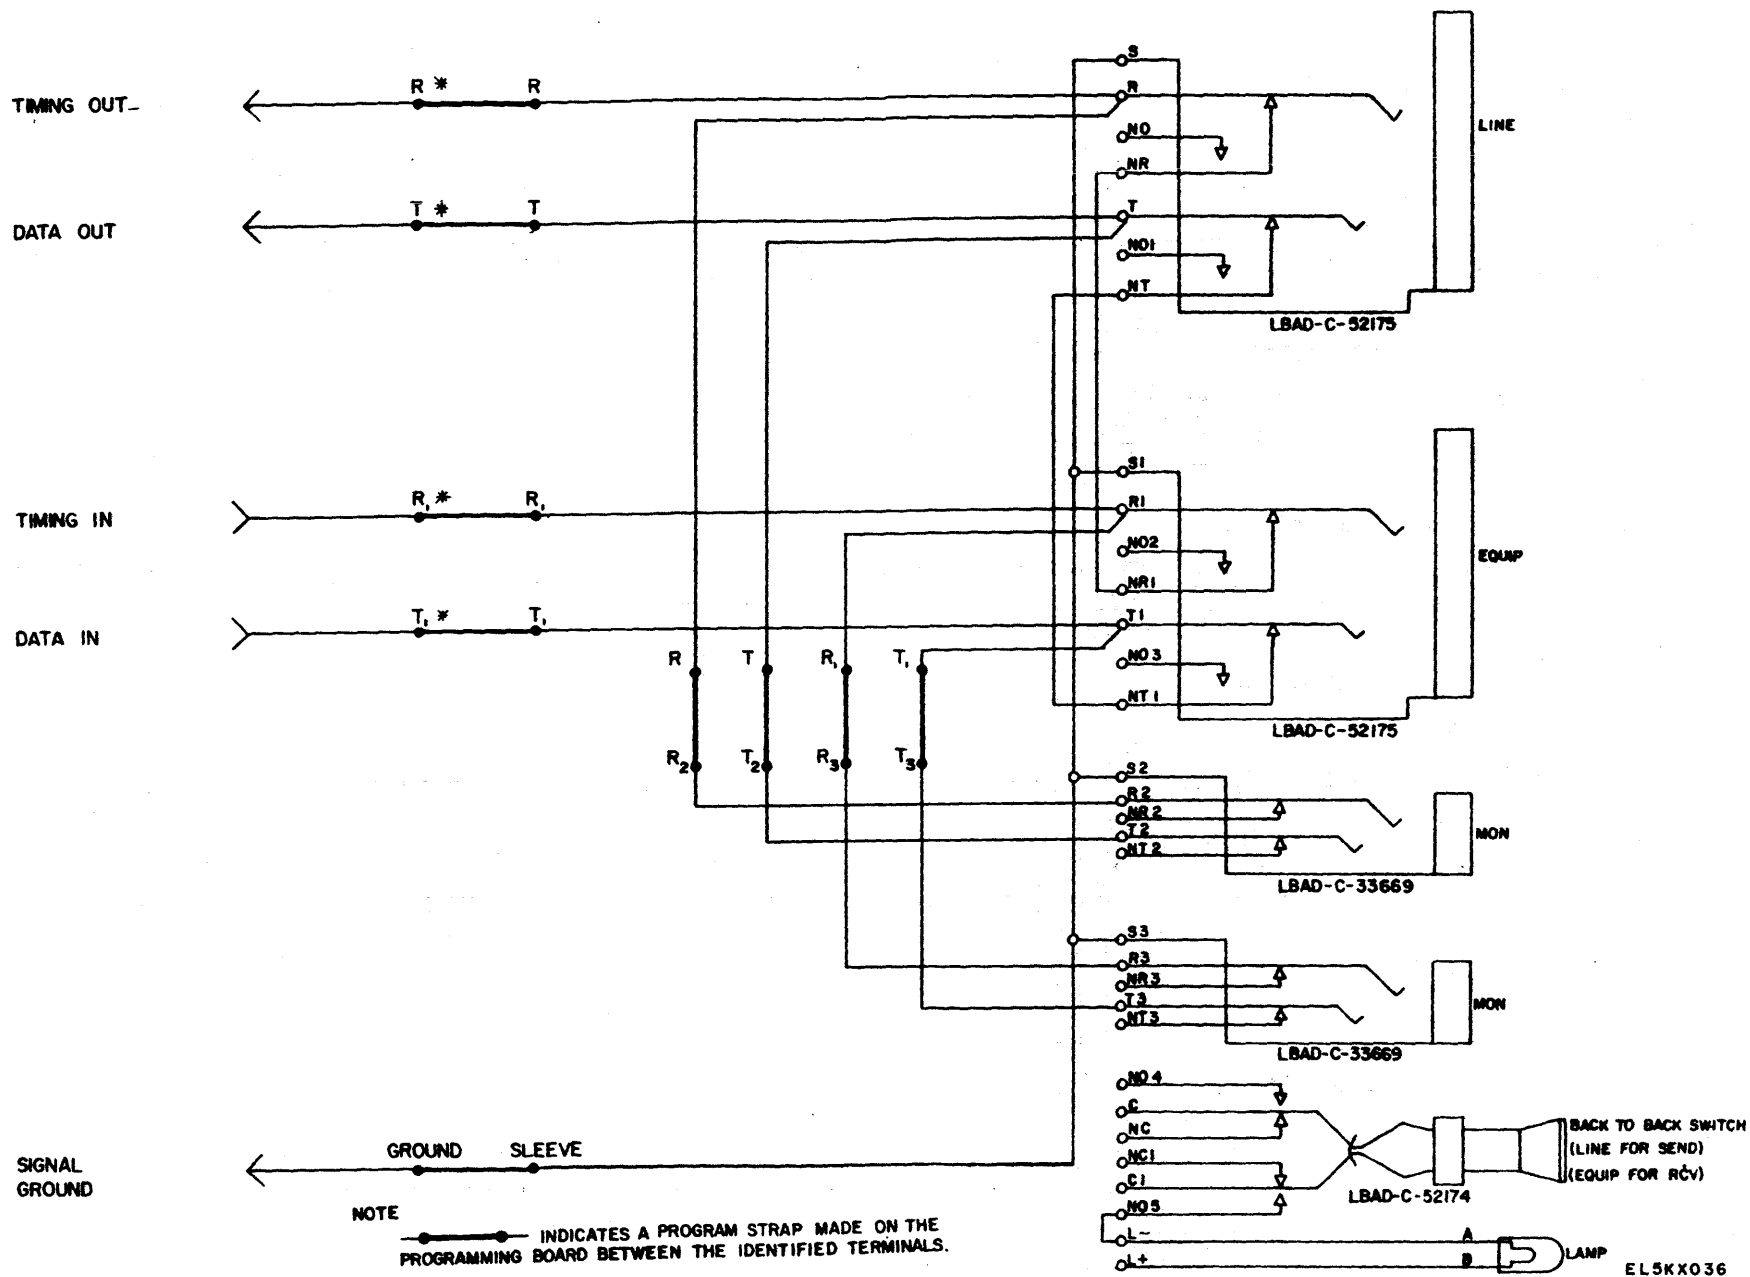 S
R * R
R
TIMING OUT
NO
LINE
NR
T * T
T
DATA OUT
NO1
NT
LBAD-C-52175
S1
R₁ * R₁
R1
TIMING IN
NO2
EQUIP
NR1
T₁ * T₁
T1
DATA IN
R T R₁ T₁
NO3
NT1
LBAD-C-52175
R₂ T₂ R₃ T₃
S2
R2
NR2
T2
MON
NT2
LBAD-C-33669
S3
R3
NR3
T3
MON
NT3
LBAD-C-33669
NO4
C
NC
BACK TO BACK SWITCH
(LINE FOR SEND)
(EQUIP FOR RCV)
NC1
C1
LBAD-C-52174
NO5
L- A
L+ B
LAMP
SIGNAL
GROUND
GROUND SLEEVE
NOTE
INDICATES A PROGRAM STRAP MADE ON THE
PROGRAMMING BOARD BETWEEN THE IDENTIFIED TERMINALS.
EL5KX036